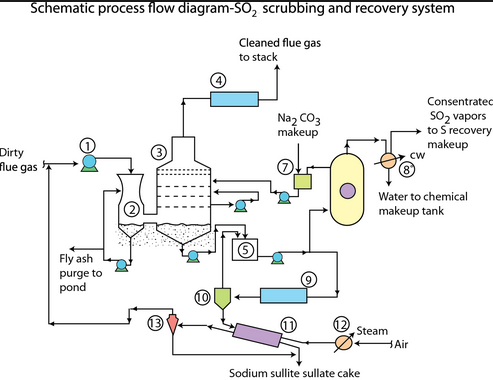 Schematic process flow diagram-SO2 scrubbing and recovery system
Cleaned flue gas
to stack
4
Consentrated
SO2 vapors
to S recovery
makeup
Na2 CO3
makeup
Dirty
flue gas
1
3
7
cw
8
2
Water to chemical
makeup tank
5
Fly ash
purge to
pond
9
10
13
11
12
Steam
Air
Sodium sullite sullate cake